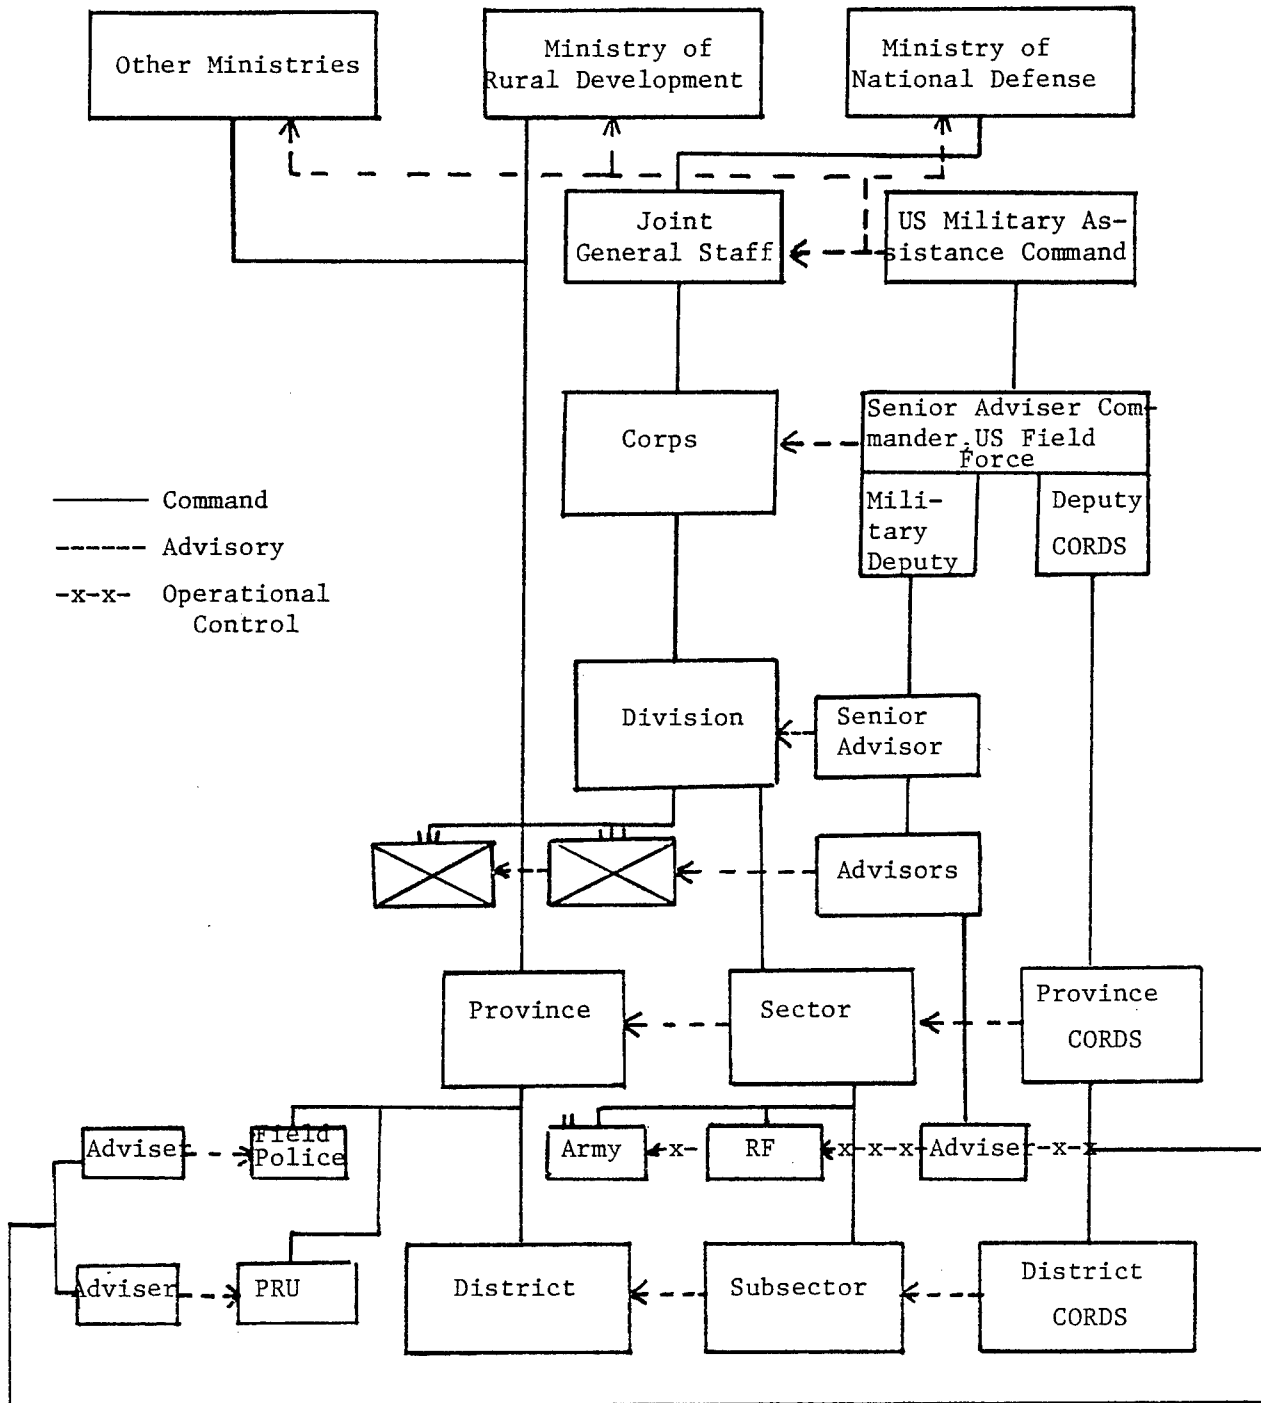 Other Ministries
Ministry of
Rural Development
Ministry of
National Defense
Joint
General Staff
US Military As-
sistance Command
Corps
Senior Adviser Com-
mander,US Field
Force
Mili-
tary
Deputy
Deputy
CORDS
Command
Advisory
-x-x- Operational
Control
Division
Senior
Advisor
Advisors
Province
Sector
Province
CORDS
Adviser
Field
Police
Army
x
RF
x-x-x
Adviser
-x-x
Adviser
PRU
District
Subsector
District
CORDS